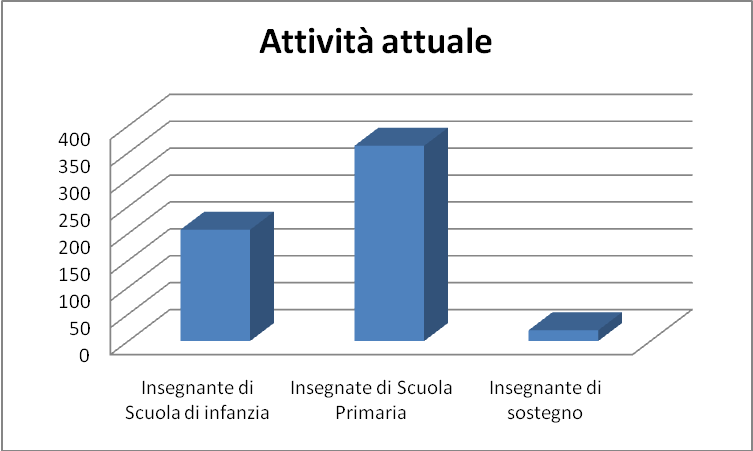 Attività attuale
400
350
300
250
200
150
100
50
0
Insegnante di
Scuola di infanzia
Insegnate di Scuola
Primaria
Insegnante di
sostegno